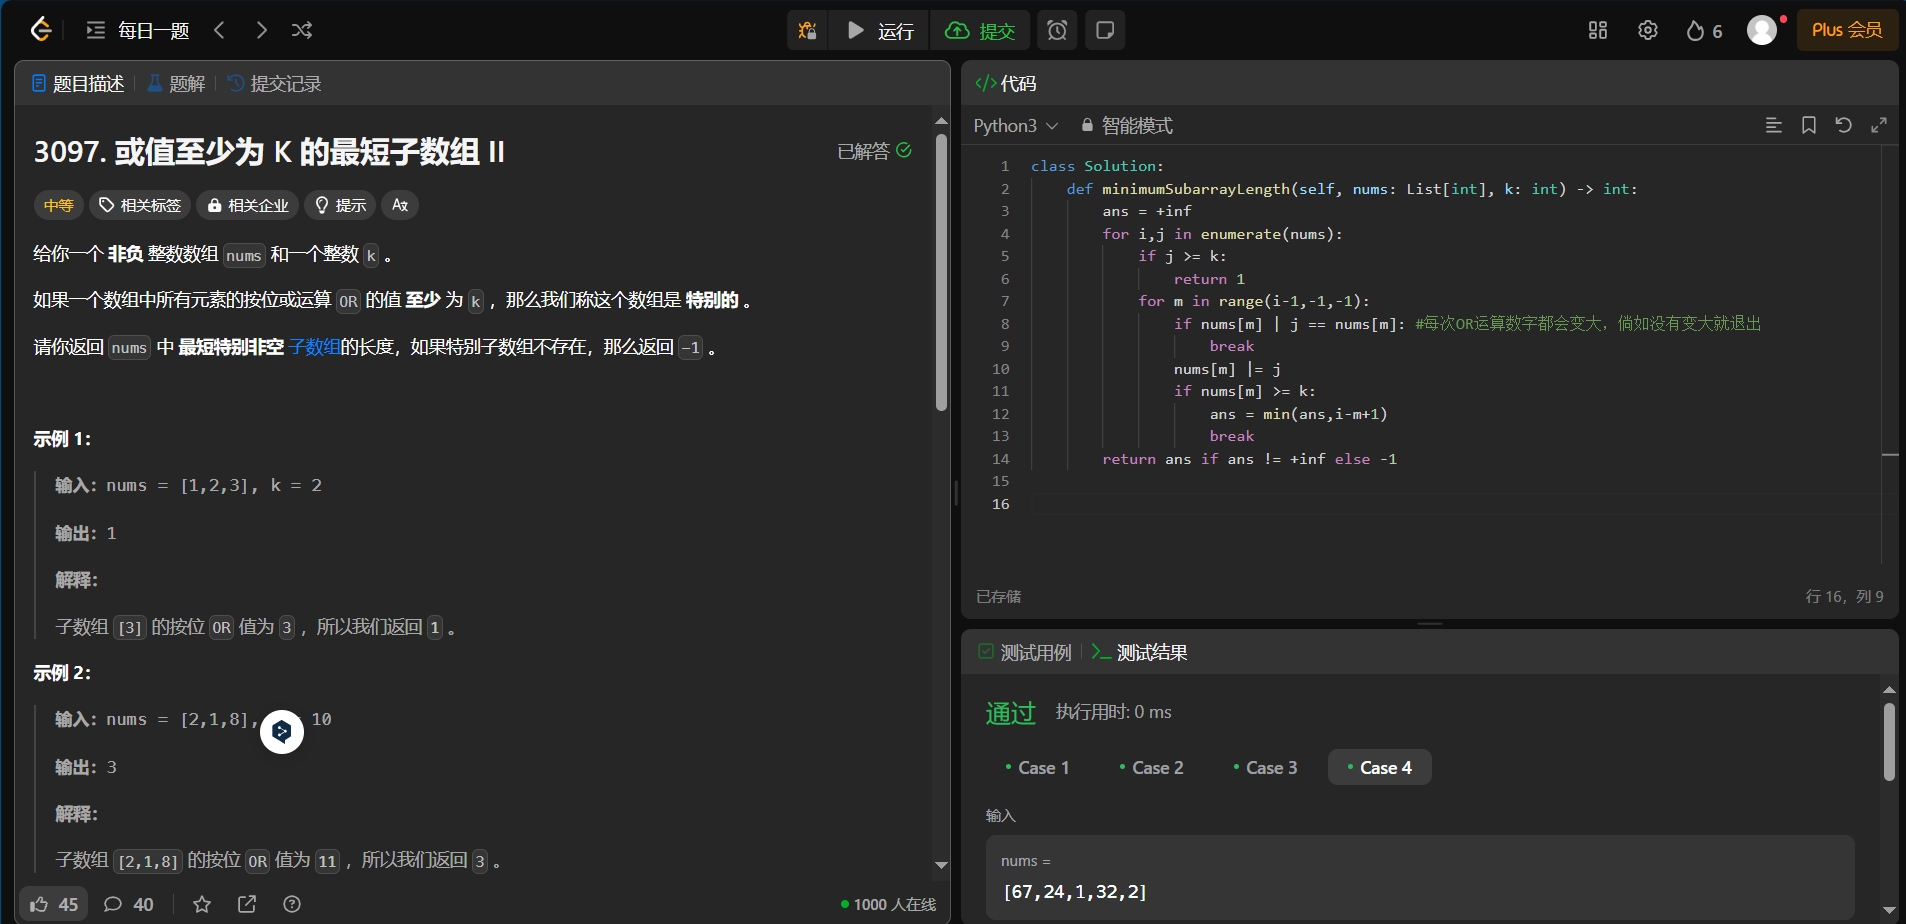 每日一题
运行
提交
6
Plus 会员
题目描述
题解
提交记录
3097. 或值至少为 K 的最短子数组 II
已解答
中等
相关标签
相关企业
提示
给你一个 非负 整数数组 nums 和一个整数 k 。
如果一个数组中所有元素的按位或运算 OR 的值 至少 为 k ，那么我们称这个数组是 特别的 。
请你返回 nums 中 最短特别非空 子数组的长度，如果特别子数组不存在，那么返回 -1 。
示例 1：
输入：nums = [1,2,3], k = 2
输出：1
解释：
子数组 [3] 的按位 OR 值为 3 ，所以我们返回 1 。
示例 2：
输入：nums = [2,1,8], 10
输出：3
解释：
子数组 [2,1,8] 的按位 OR 值为 11 ，所以我们返回 3 。
45
40
1000 人在线
</> 代码
Python3
智能模式
1 class Solution:
2     def minimumSubarrayLength(self, nums: List[int], k: int) -> int:
3         ans = +inf
4         for i,j in enumerate(nums):
5             if j >= k:
6                 return 1
7             for m in range(i-1,-1,-1):
8                 if nums[m] | j == nums[m]: #每次OR运算数字都会变大，倘如没有变大就退出
9                     break
10                 nums[m] |= j
11                 if nums[m] >= k:
12                     ans = min(ans,i-m+1)
13                     break
14         return ans if ans != +inf else -1
15
16
已存储
行 16，列 9
测试用例
测试结果
通过
执行用时: 0 ms
Case 1
Case 2
Case 3
Case 4
输入
nums =
[67,24,1,32,2]